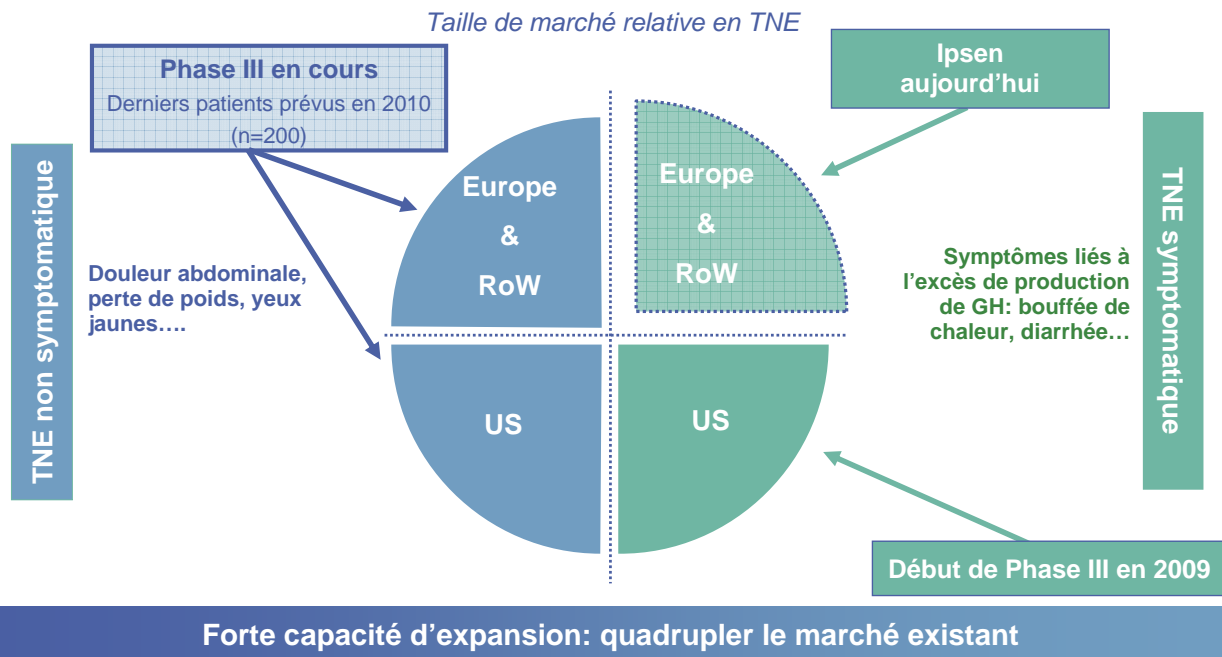 Taille de marché relative en TNE
Phase III en cours
Derniers patients prévus en 2010
(n=200)
Ipsen
aujourd'hui
TNE non symptomatique
Europe
&
RoW
Europe
&
RoW
TNE symptomatique
Douleur abdominale,
perte de poids, yeux
jaunes….
Symptômes liés à
l'excès de production
de GH: bouffée de
chaleur, diarrhée…
US
US
Début de Phase III en 2009
Forte capacité d'expansion: quadrupler le marché existant